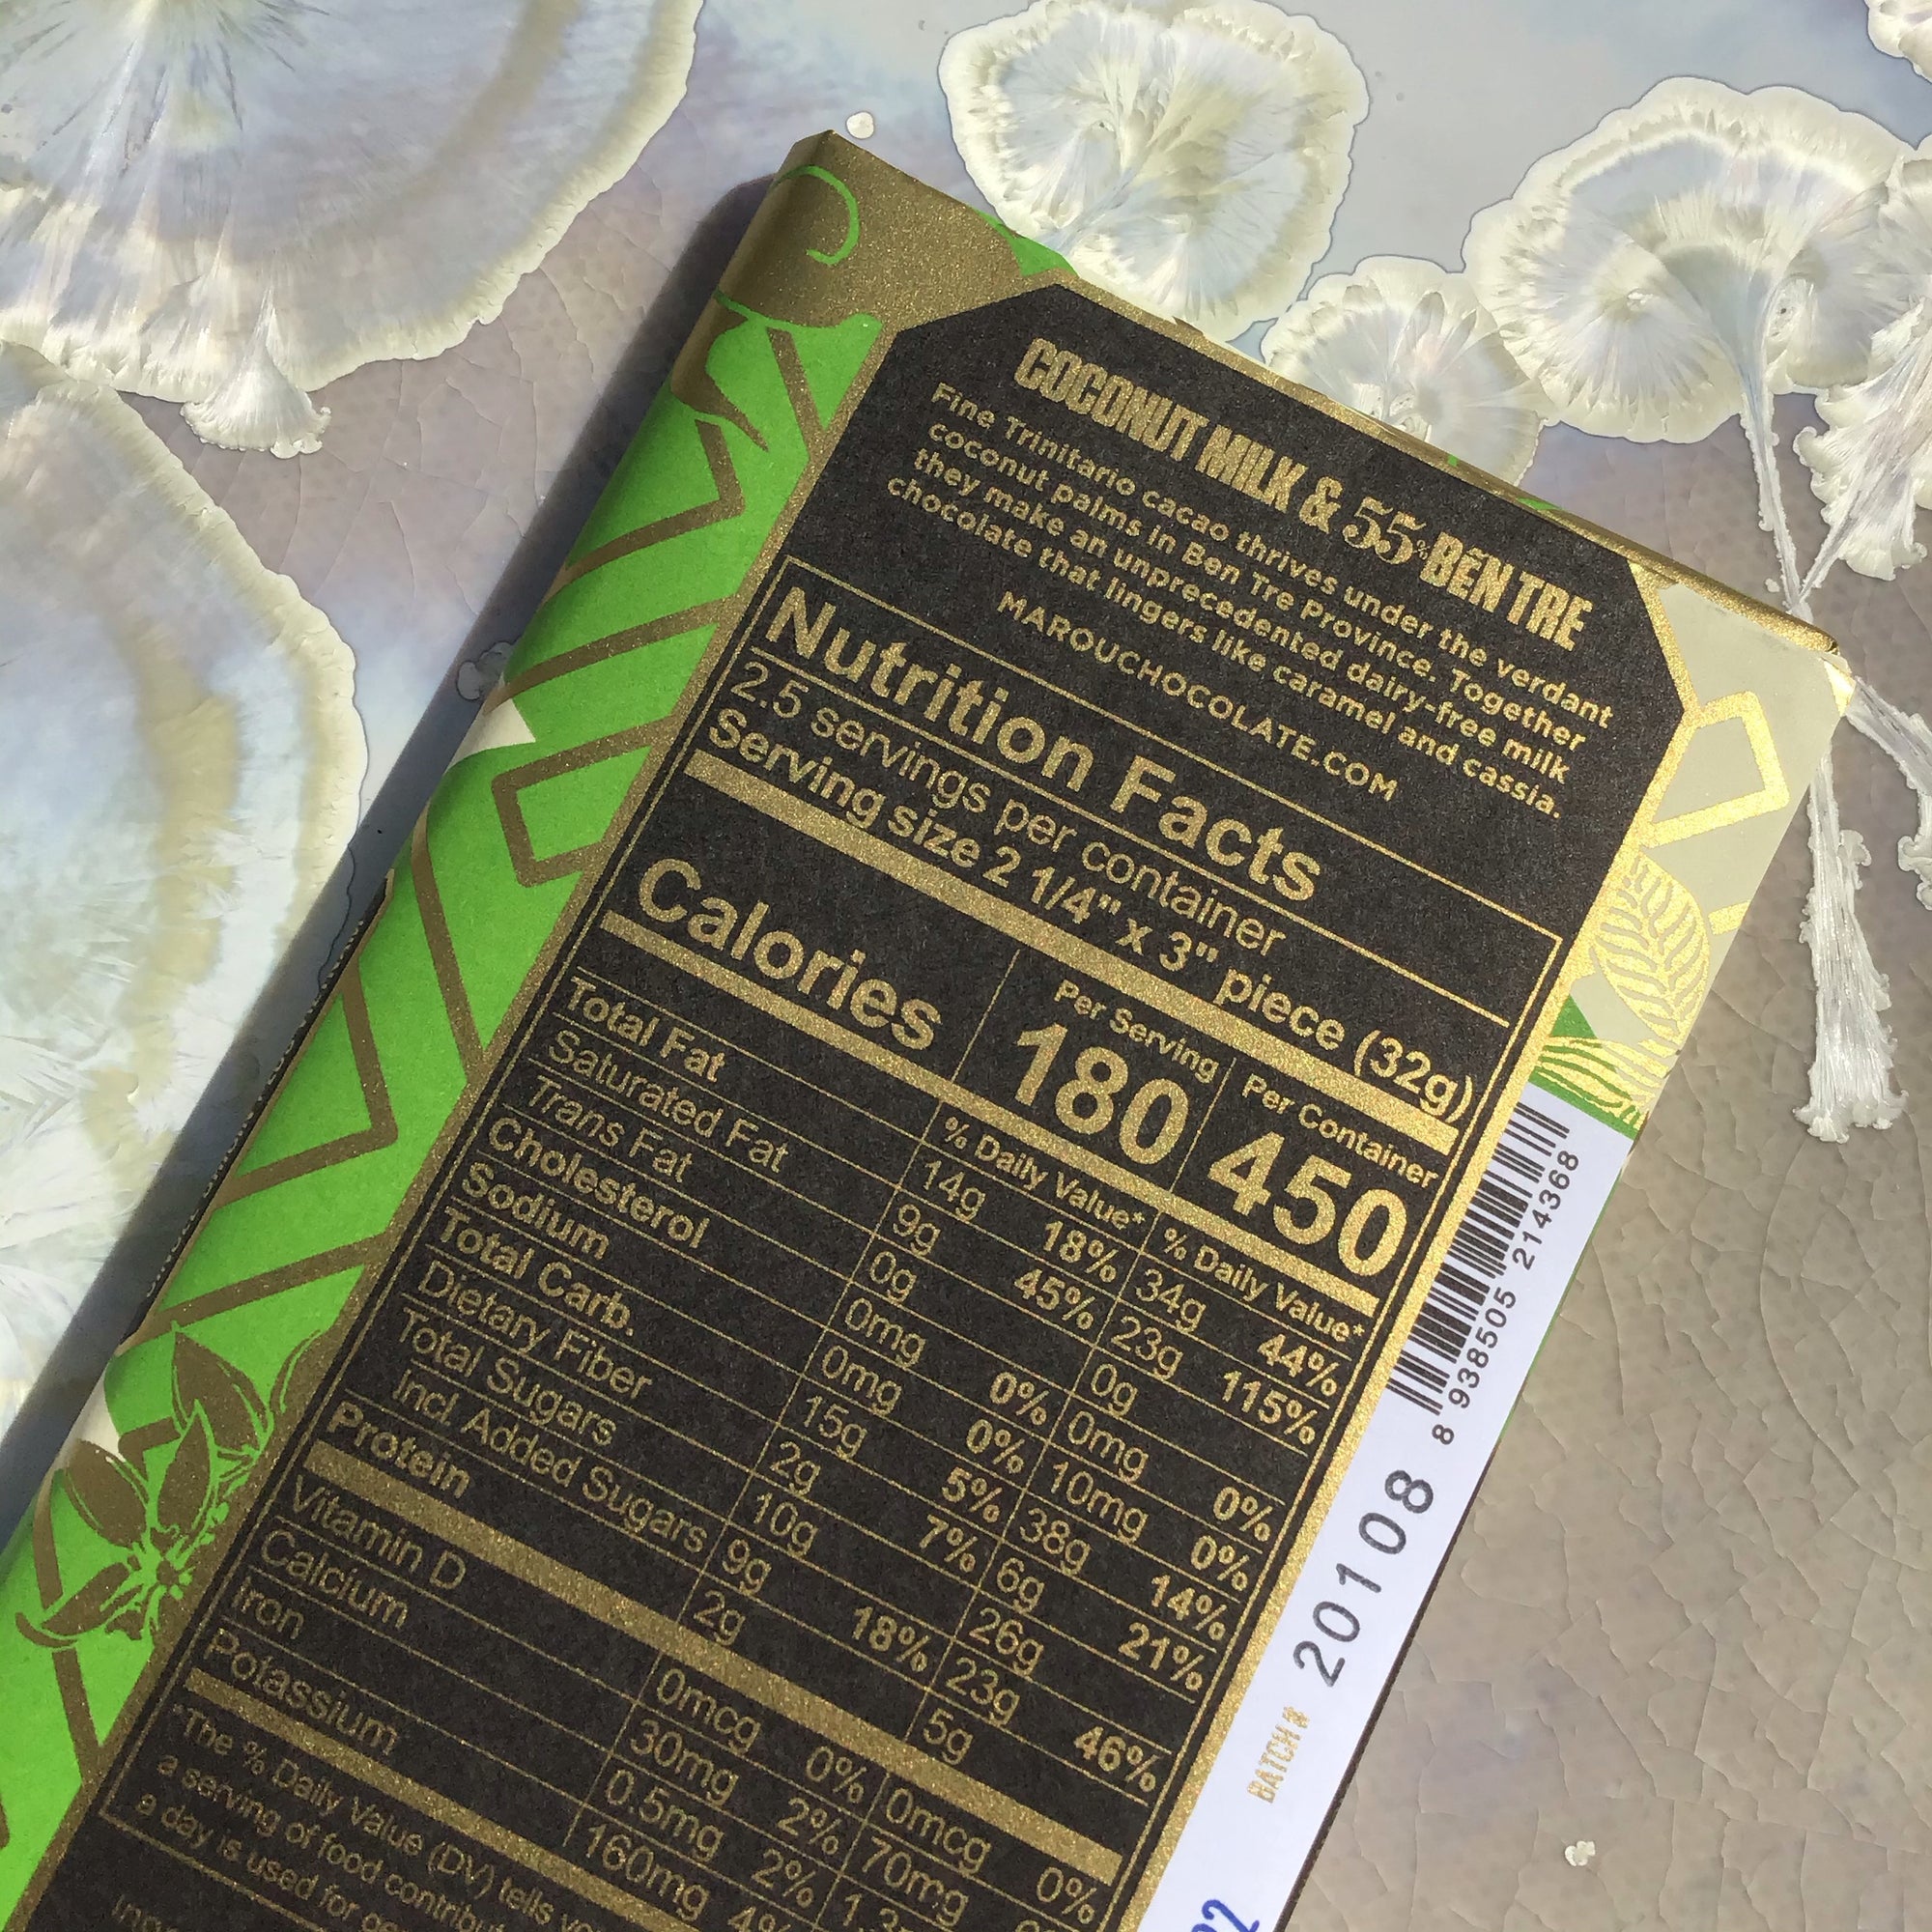 COCONUT MILK & 55% BẾN TRE
Fine Trinitario cacao thrives under the verdant
coconut palms in Ben Tre Province. Together
they make an unprecedented dairy-free milk
chocolate that lingers like caramel and cassia.
MAROUCHOCOLATE.COM
Nutrition Facts
2.5 servings per container
Serving size 2 1/4" x 3" piece (32g)
Per Serving Per Container
Calories 180 450
% Daily Value* % Daily Value*
Total Fat 14g 18% 34g 44%
Saturated Fat 9g 45% 23g 115%
Trans Fat 0g 0g
Cholesterol 0mg 0% 0mg 0%
Sodium 0mg 0% 10mg 0%
Total Carb. 15g 5% 38g 14%
Dietary Fiber 2g 7% 6g 21%
Total Sugars 10g 26g
Incl. Added Sugars 9g 18% 23g 46%
Protein 2g 5g
Vitamin D 0mcg 0% 0mcg 0%
Calcium 30mg 2% 70mg
Iron 0.5mg 2%
Potassium 160mg 4%
*The % Daily Value (DV) tells
a serving of food
a day is used for
8 938505 214368
BATCH # 20108